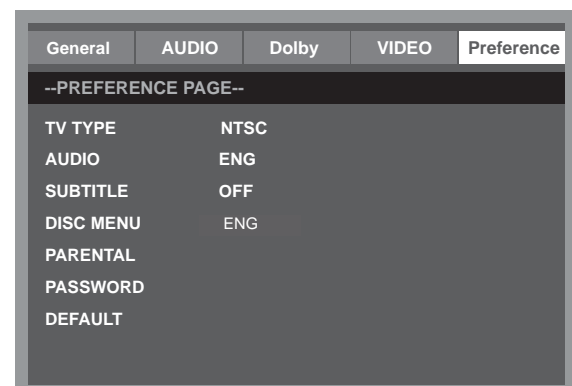 General AUDIO Dolby VIDEO Preference
--PREFERENCE PAGE--
TV TYPE NTSC
AUDIO ENG
SUBTITLE OFF
DISC MENU ENG
PARENTAL
PASSWORD
DEFAULT